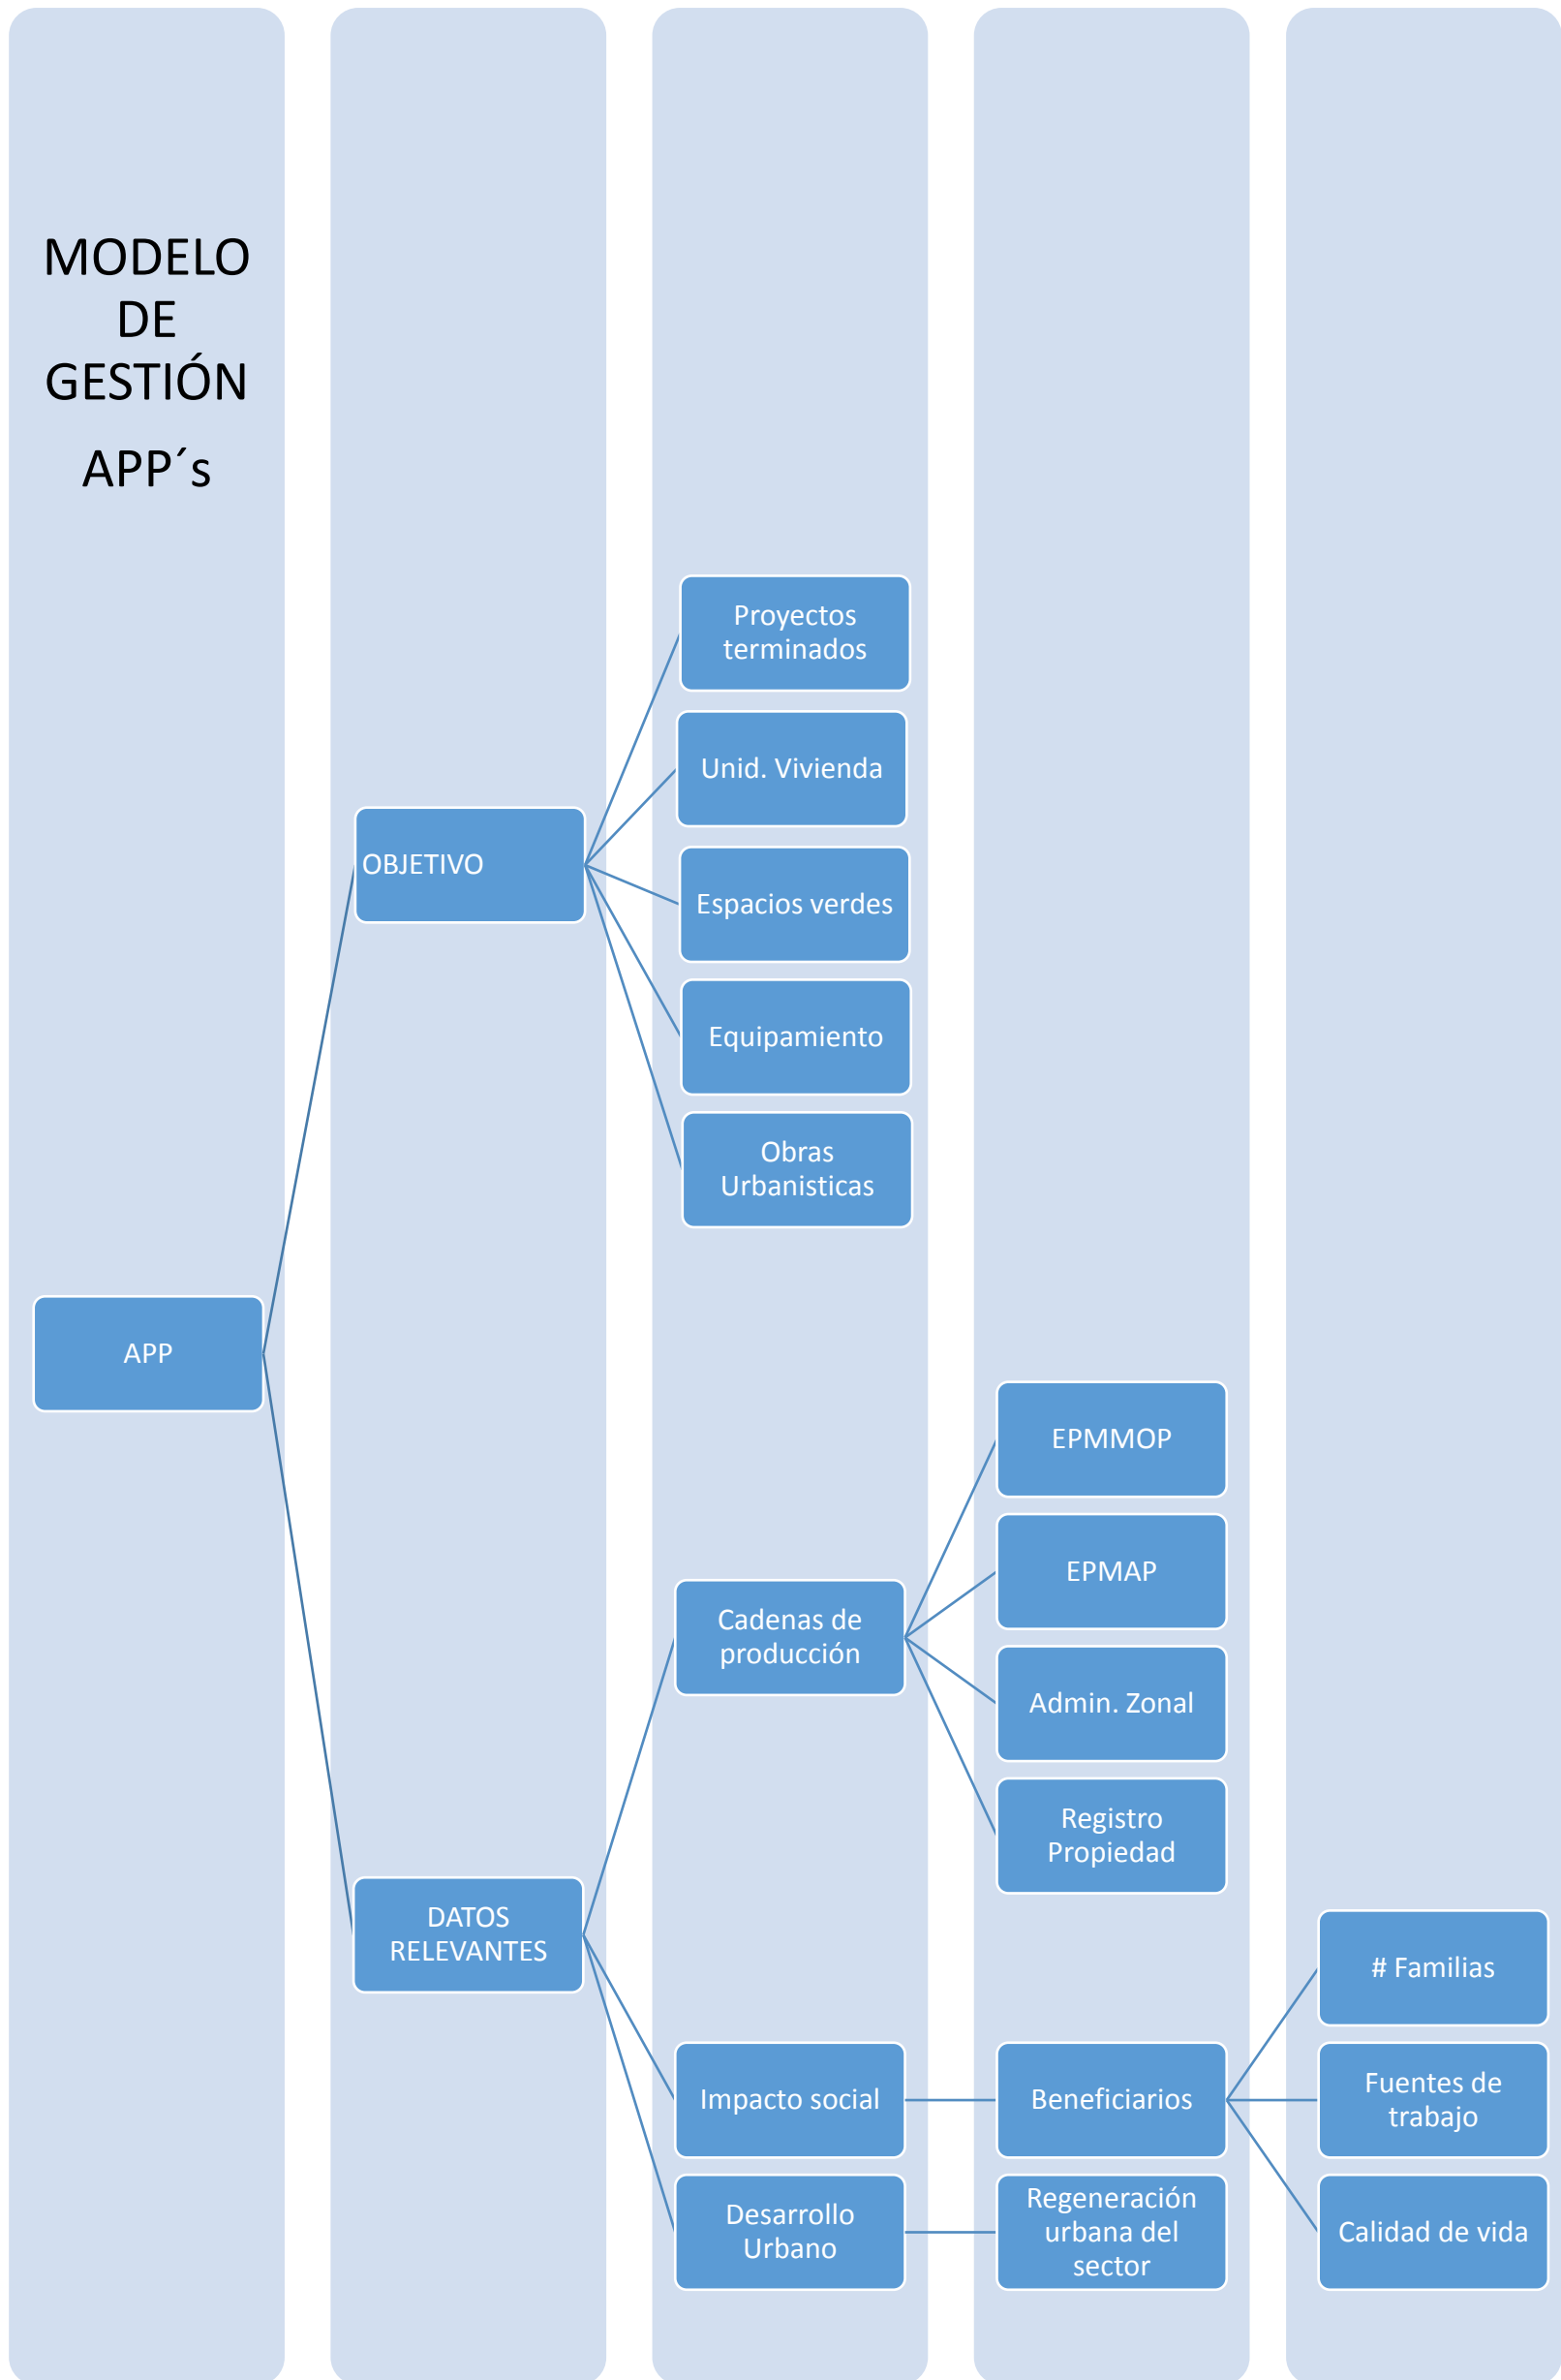 MODELO
DE
GESTIÓN
APP´s
APP
OBJETIVO
Proyectos
terminados
Unid. Vivienda
Espacios verdes
Equipamiento
Obras
Urbanisticas
DATOS
RELEVANTES
Cadenas de
producción
EPMMOP
EPMAP
Admin. Zonal
Registro
Propiedad
Impacto social
Beneficiarios
# Familias
Fuentes de
trabajo
Calidad de vida
Desarrollo
Urbano
Regeneración
urbana del
sector